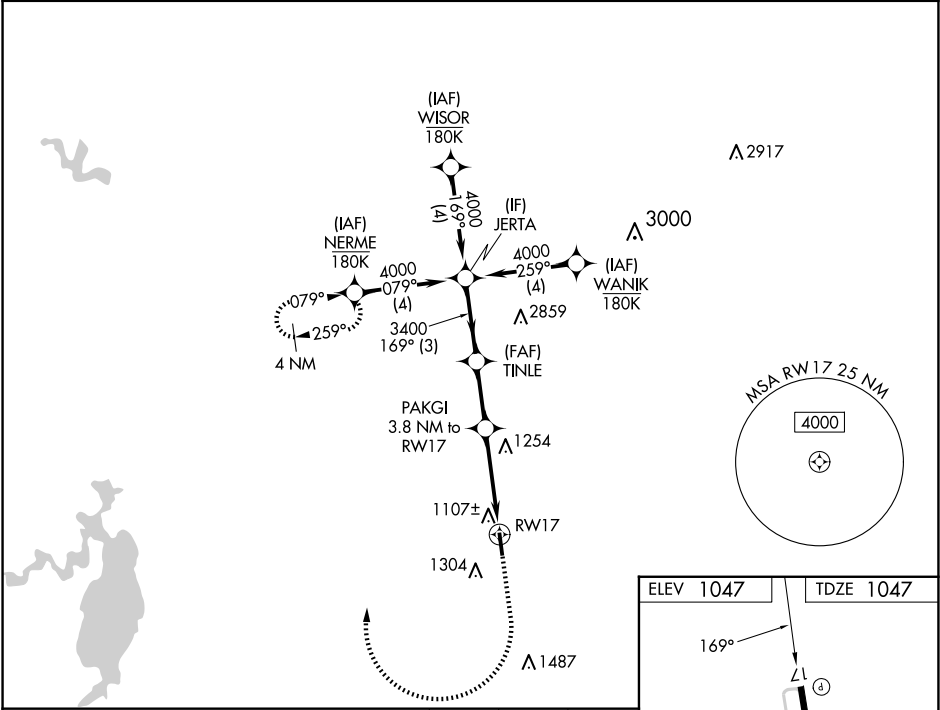 (IAF)
WISOR
180K
2917
4000
169°
(4)
(IF)
JERTA
3000
(IAF)
NERME
180K
4000
079°
(4)
4000
259°
(4)
(IAF)
WANIK
180K
079°
259°
4 NM
3400
169° (3)
2859
(FAF)
TINLE
MSA RW17 25 NM
4000
PAKGI
3.8 NM to
RW17
1254
1107±
RW17
1304
1487
ELEV 1047
TDZE 1047
169°
17
P